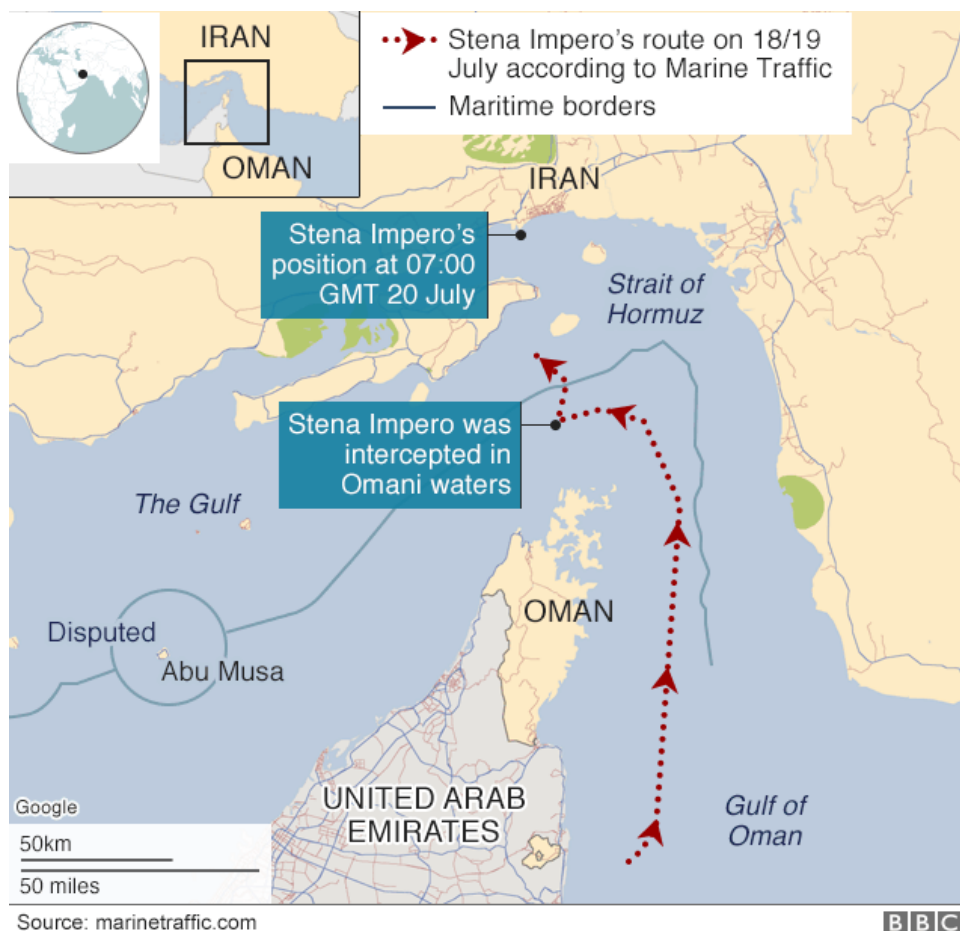 IRAN
OMAN
Stena Impero's route on 18/19
July according to Marine Traffic
Maritime borders
IRAN
Stena Impero's
position at 07:00
GMT 20 July
Strait of
Hormuz
Stena Impero was
intercepted in
Omani waters
The Gulf
OMAN
Disputed
Abu Musa
UNITED ARAB
EMIRATES
Gulf of
Oman
Google
50km
50 miles
Source: marinetraffic.com
BBC